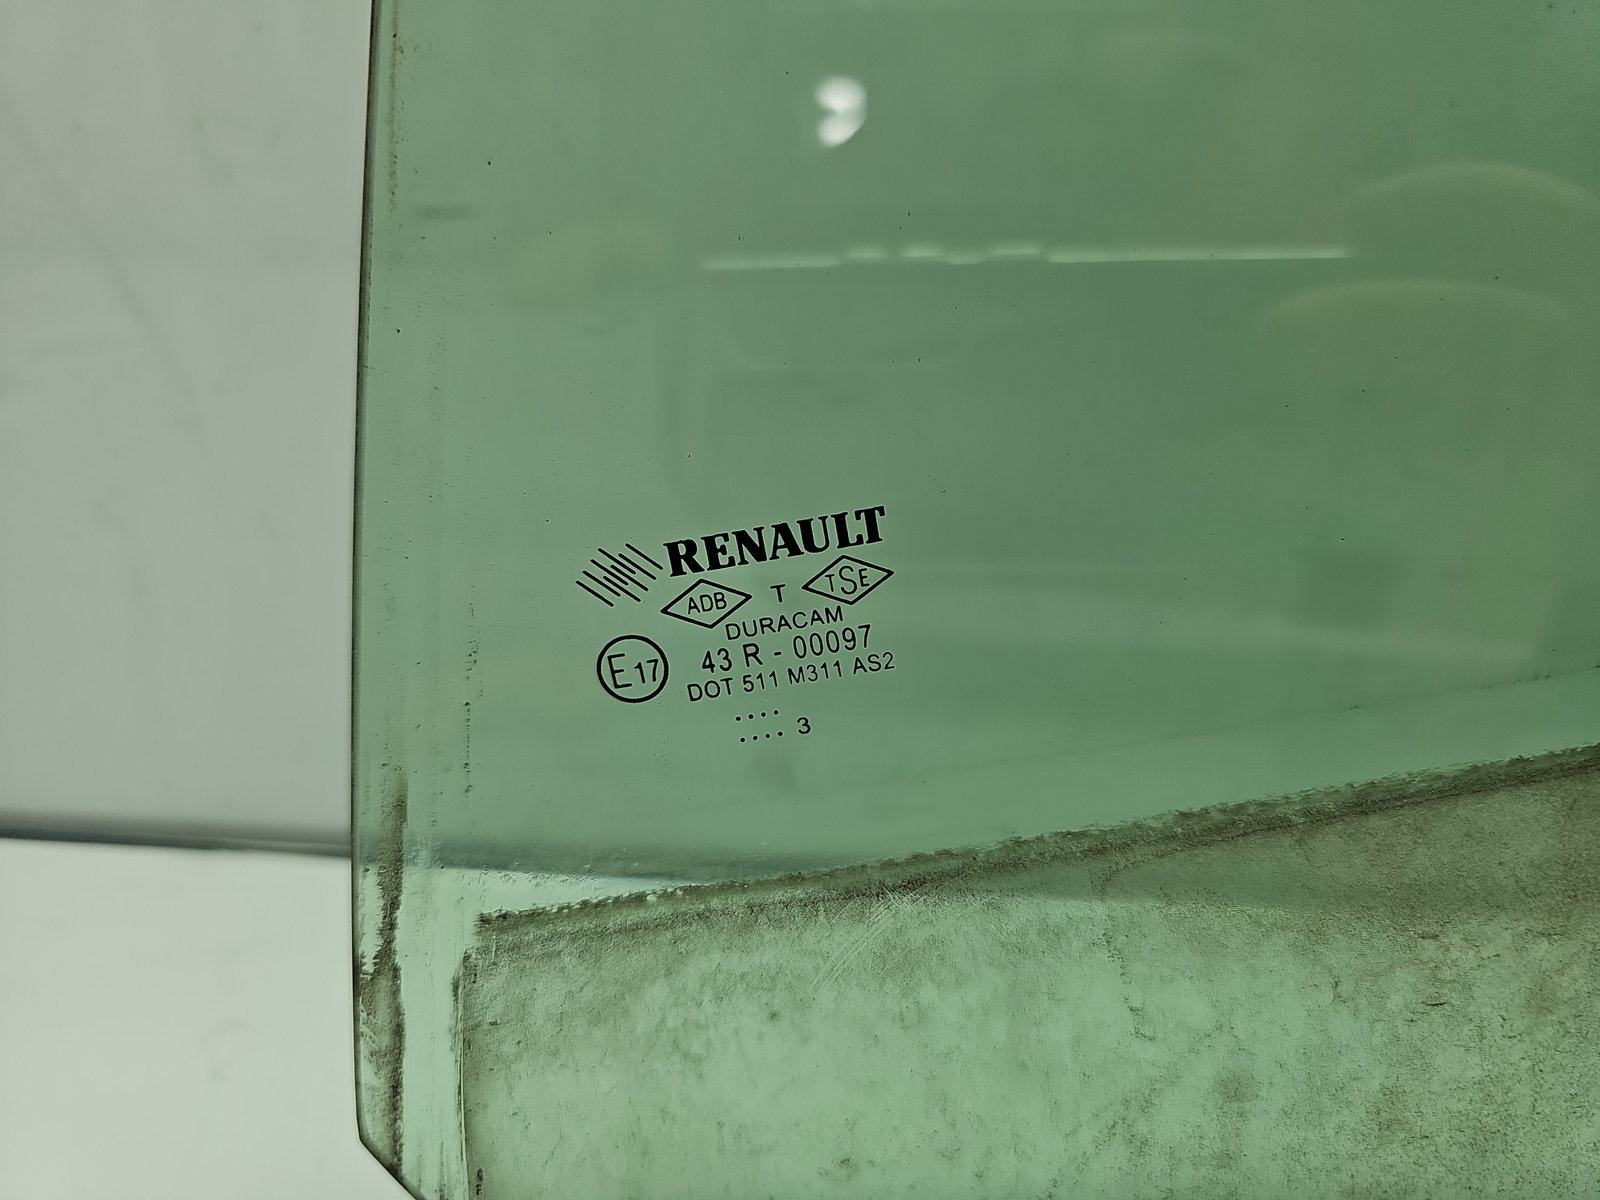 RENAULT
ADB T TSE
DURACAM
E17 43 R - 00097
DOT 511 M311 AS2
....
.... 3